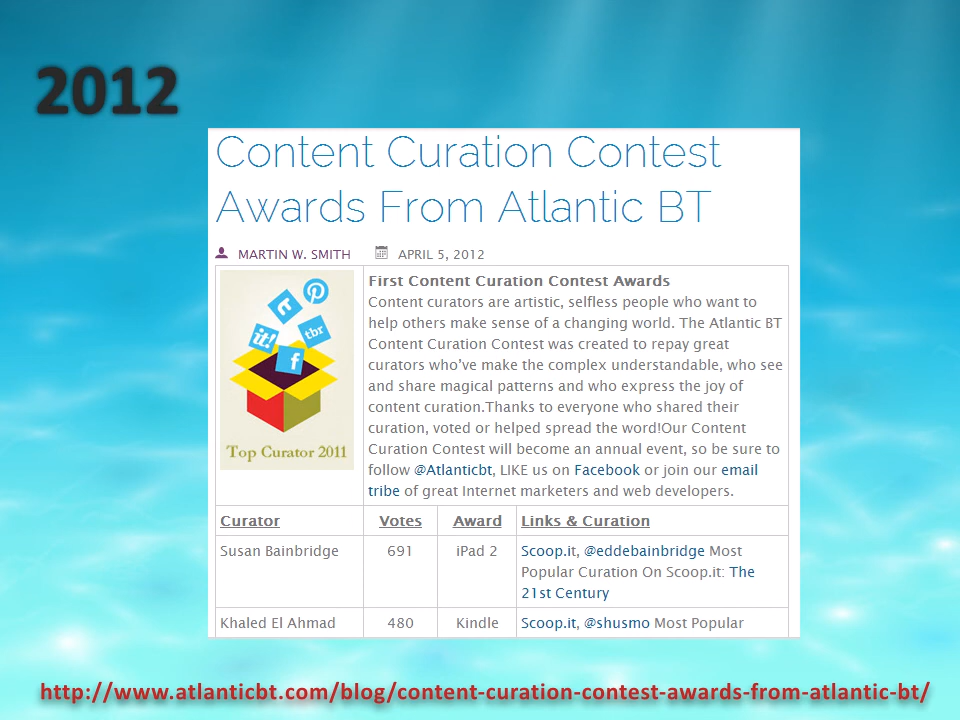 2012
Content Curation Contest
Awards From Atlantic BT
MARTIN W. SMITH APRIL 5, 2012
it!
tbr
f
Top Curator 2011
First Content Curation Contest Awards
Content curators are artistic, selfless people who want to
help others make sense of a changing world. The Atlantic BT
Content Curation Contest was created to repay great
curators who've make the complex understandable, who see
and share magical patterns and who express the joy of
content curation.Thanks to everyone who shared their
curation, voted or helped spread the word!Our Content
Curation Contest will become an annual event, so be sure to
follow @Atlanticbt, LIKE us on Facebook or join our email
tribe of great Internet marketers and web developers.
Curator Votes Award Links & Curation
Susan Bainbridge 691 iPad 2 Scoop.it, @eddebainbridge Most
Popular Curation On Scoop.it: The
21st Century
Khaled El Ahmad 480 Kindle Scoop.it, @shusmo Most Popular
http://www.atlanticbt.com/blog/content-curation-contest-awards-from-atlantic-bt/